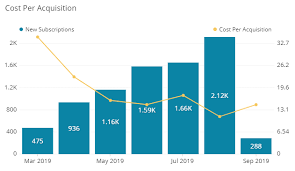 Cost Per Acquisition
New Subscriptions
Cost Per Acquisition
2K
1.6K
1.2K
800
400
0
32.7
26.2
19.6
13.1
6.54
0
475
936
1.16K
1.59K
1.66K
2.12K
288
Mar 2019
May 2019
Jul 2019
Sep 2019